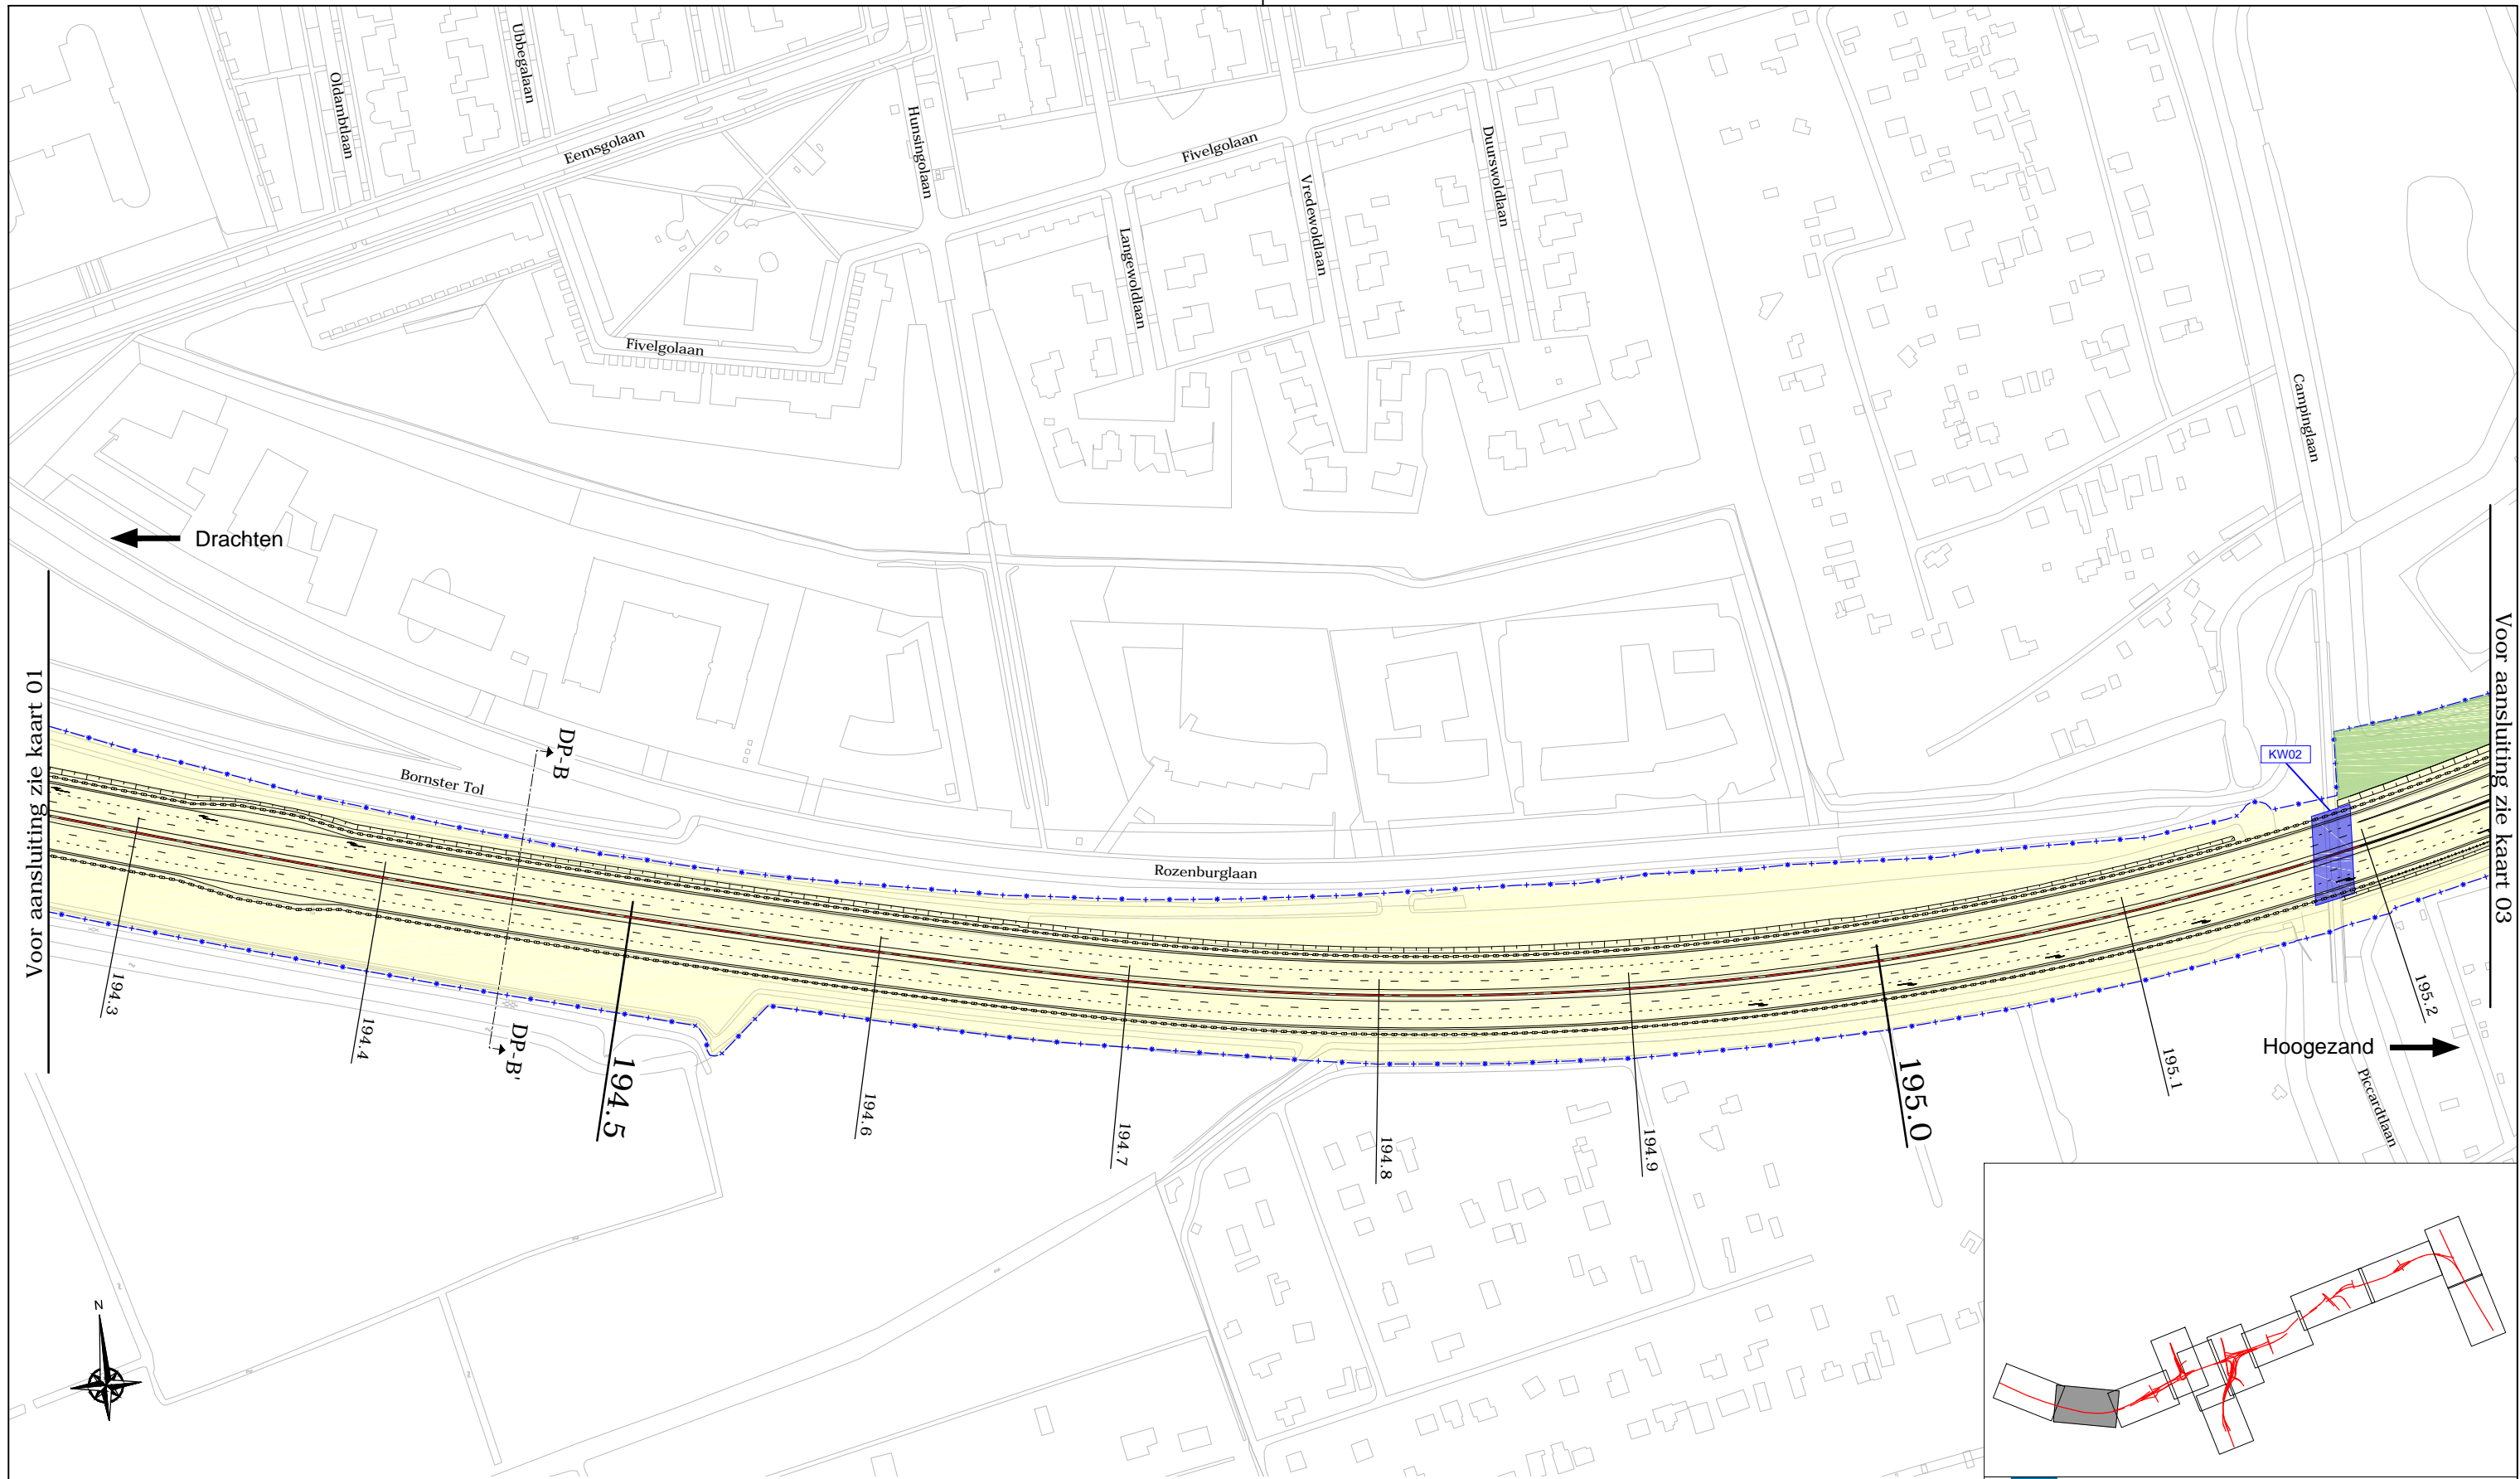 Ubbegalaan
Oldambtlaan
Eemsgolaan
Hunsingolaan
Fivelgolaan
Duurswoldlaan
Vredewoldlaan
Langewoldlaan
Fivelgolaan
Campinglaan
Drachten
Voor aansluiting zie kaart 01
Voor aansluiting zie kaart 03
DP-B
KW02
Bornster Tol
Rozenburglaan
194.3
194.4
DP-B'
194.5
194.6
194.7
194.8
194.9
195.0
195.1
195.2
Hoogezand
Piccardtlaan
N